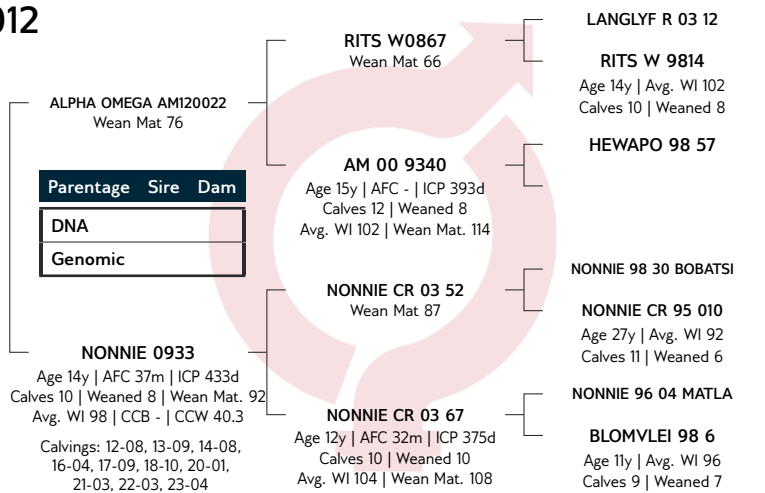 012
ALPHA OMEGA AM120022
Wean Mat 76
Parentage Sire Dam
DNA
Genomic
NONNIE 0933
Age 14y | AFC 37m | ICP 433d
Calves 10 | Weaned 8 | Wean Mat. 92
Avg. WI 98 | CCB - | CCW 40.3
Calvings: 12-08, 13-09, 14-08,
16-04, 17-09, 18-10, 20-01,
21-03, 22-03, 23-04
RITS W0867
Wean Mat 66
AM 00 9340
Age 15y | AFC - | ICP 393d
Calves 12 | Weaned 8
Avg. WI 102 | Wean Mat. 114
NONNIE CR 03 52
Wean Mat 87
NONNIE CR 03 67
Age 12y | AFC 32m | ICP 375d
Calves 10 | Weaned 10
Avg. WI 104 | Wean Mat. 108
LANGLYF R 03 12
RITS W 9814
Age 14y | Avg. WI 102
Calves 10 | Weaned 8
HEWAPO 98 57
NONNIE 98 30 BOBATSI
NONNIE CR 95 010
Age 27y | Avg. WI 92
Calves 11 | Weaned 6
NONNIE 96 04 MATLA
BLOMVLEI 98 6
Age 11y | Avg. WI 96
Calves 9 | Weaned 7